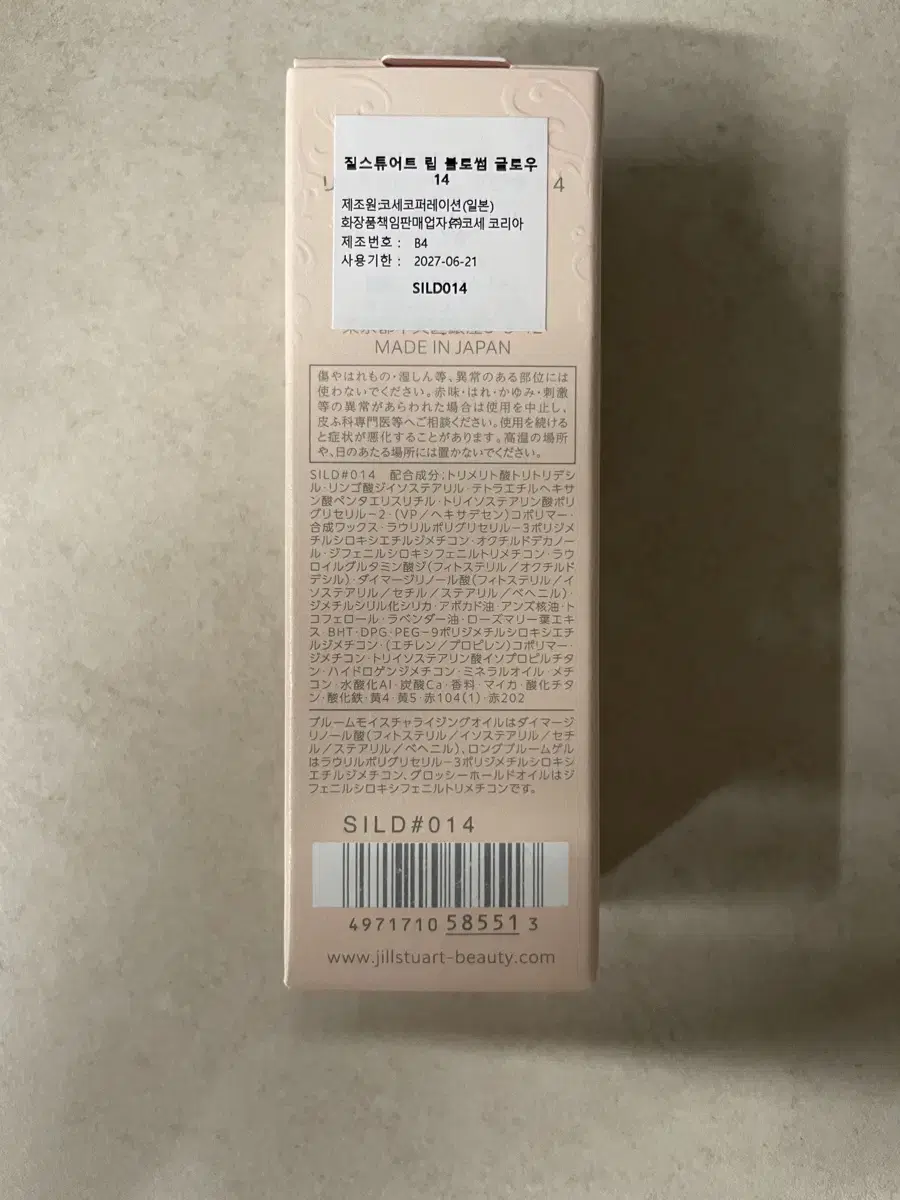 질스튜어트 립 블로썸 글로우
14
4
제조원:코세코퍼레이션(일본)
화장품책임판매업자:㈜코세 코리아
제조번호 : B4
사용기한 : 2027-06-21
SILD014
MADE IN JAPAN
傷やはれもの・湿しん等、異常のある部位には
使わないでください。赤味・はれ・かゆみ・刺激
等の異常があらわれた場合は使用を中止し、
皮ふ科専門医等へご相談ください。使用を続ける
と症状が悪化することがあります。高温の場所
や、日のあたる場所には置かないでください。
SILD#014 配合成分:トリメリト酸トリトリデシ
ル・リンゴ酸ジイソステアリル・テトラエチルヘキサ
ン酸ペンタエリスリチル・トリイソステアリン酸ポリ
グリセリル-2・(VP/ヘキサデセン)コポリマー・
合成ワックス・ラウリルポリグリセリル-3ポリジメ
チルシロキシエチルジメチコン・オクチルドデカノー
ル・ジフェニルシロキシフェニルトリメチコン・ラウ
ロイルグルタミン酸ジ(フィトステリル/オクチルド
デシル)・ダイマージリノール酸(フィトステリル/イ
ソステアリル/セチル/ステアリル/ベヘニル)・
ジメチルシリル化シリカ・アボカド油・アンズ核油・ト
コフェロール・ラベンダー油・ローズマリー葉エキ
ス・BHT・DPG・PEG-9ポリジメチルシロキシエチ
ルジメチコン・(エチレン/プロピレン)コポリマー・
ジメチコン・トリイソステアリン酸イソプロピルチタ
ン・ハイドロゲンジメチコン・ミネラルオイル・メチ
コン・水酸化Al・炭酸Ca・香料・マイカ・酸化チタ
ン・酸化鉄・黄4・黄5・赤104(1)・赤202
ブルームモイスチャライジングオイルはダイマージ
リノール酸(フィトステリル/イソステアリル/セチ
ル/ステアリル/ベヘニル)、ロングブルームゲル
はラウリルポリグリセリル-3ポリジメチルシロキシ
エチルジメチコン、グロッシーホールドオイルはジ
フェニルシロキシフェニルトリメチコンです。
SILD#014
4971710 58551 3
www.jillstuart-beauty.com